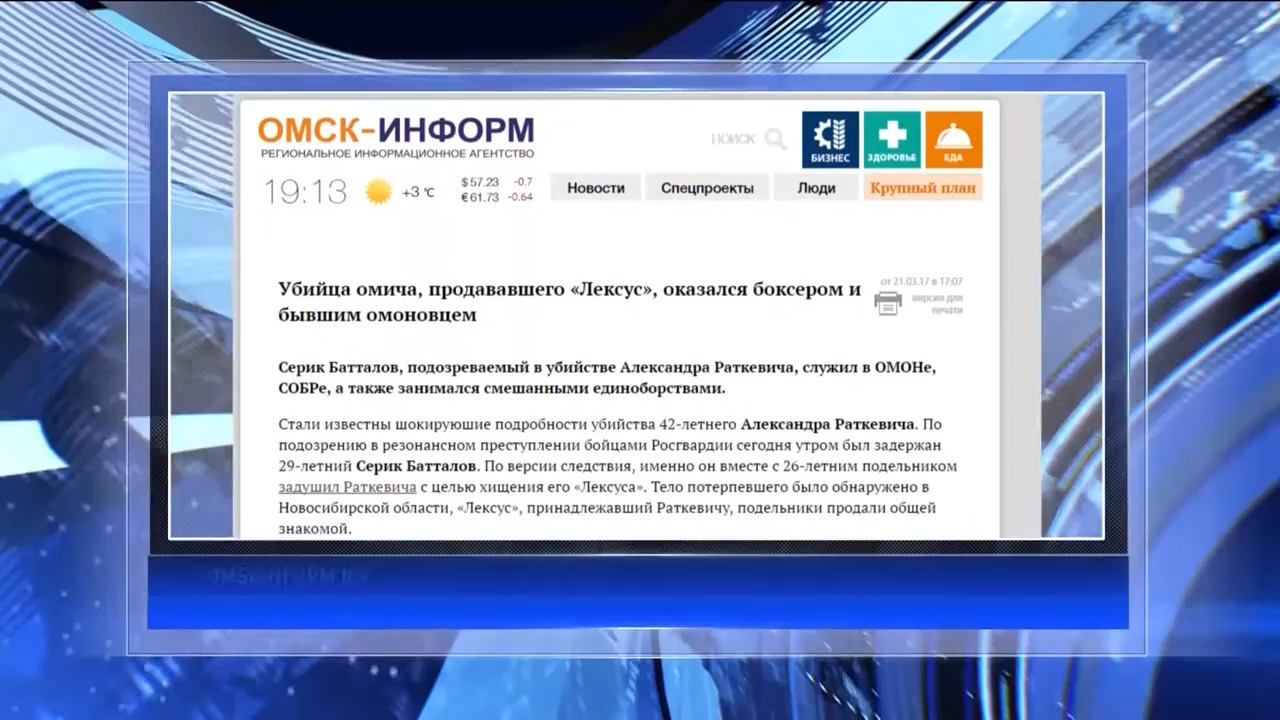 ОМСК-ИНФОРМ
РЕГИОНАЛЬНОЕ ИНФОРМАЦИОННОЕ АГЕНТСТВО
ПОИСК
БИЗНЕС
ЗДОРОВЬЕ
ЕДА
19:13
+3 °C
$57.23 -0.7
€61.73 -0.64
Новости
Спецпроекты
Люди
Крупный план
Убийца омича, продававшего «Лексус», оказался боксером и
бывшим омоновцем
от 21.03.17 в 17:07
версия для
печати
Серик Батталов, подозреваемый в убийстве Александра Раткевича, служил в ОМОНе,
СОБРе, а также занимался смешанными единоборствами.
Стали известны шокирующие подробности убийства 42-летнего Александра Раткевича. По
подозрению в резонансном преступлении бойцами Росгвардии сегодня утром был задержан
29-летний Серик Батталов. По версии следствия, именно он вместе с 26-летним подельником
задушил Раткевича с целью хищения его «Лексуса». Тело потерпевшего было обнаружено в
Новосибирской области, «Лексус», принадлежавший Раткевичу, подельники продали общей
знакомой.